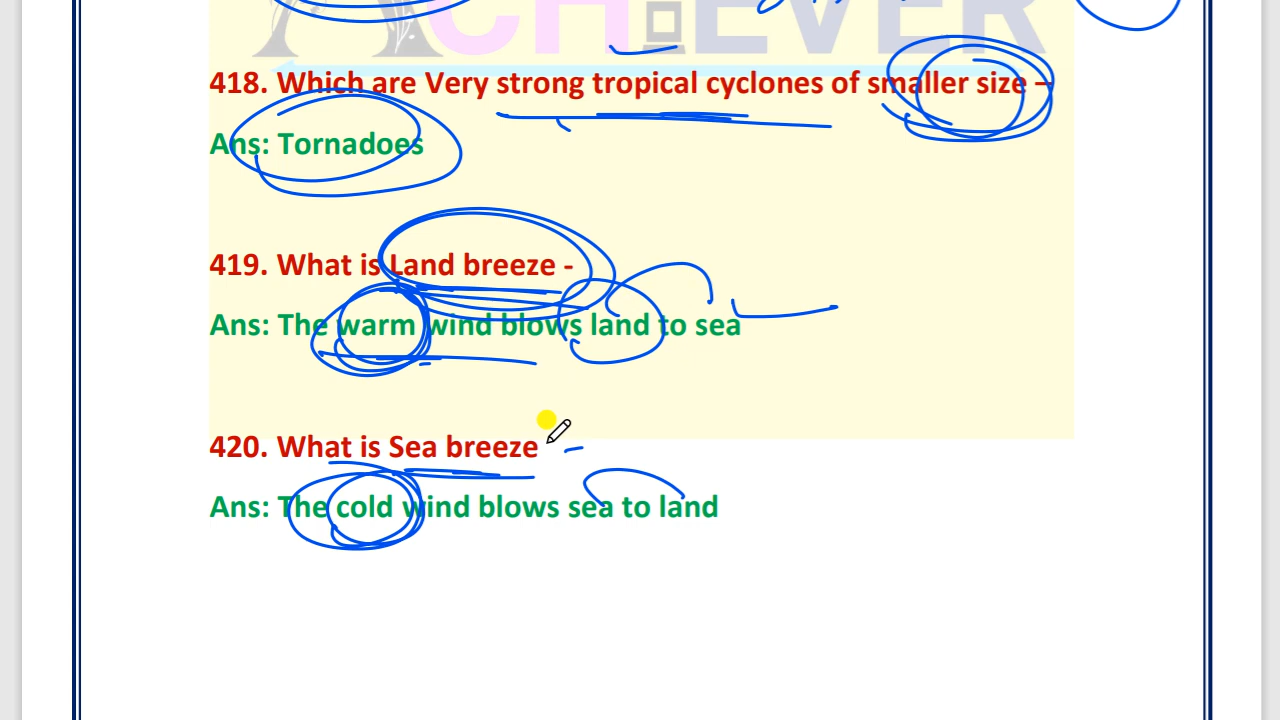 ACHIEVER
418. Which are Very strong tropical cyclones of smaller size –
Ans: Tornadoes
419. What is Land breeze -
Ans: The warm wind blows land to sea
420. What is Sea breeze
Ans: The cold wind blows sea to land